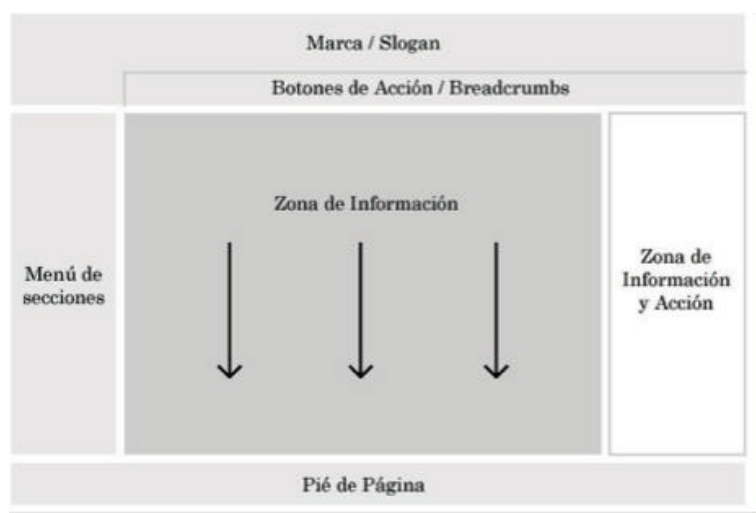 Marca / Slogan
Botones de Acción / Breadcrumbs
Zona de Información
Menú de
secciones
Zona de
Información
y Acción
Pié de Página